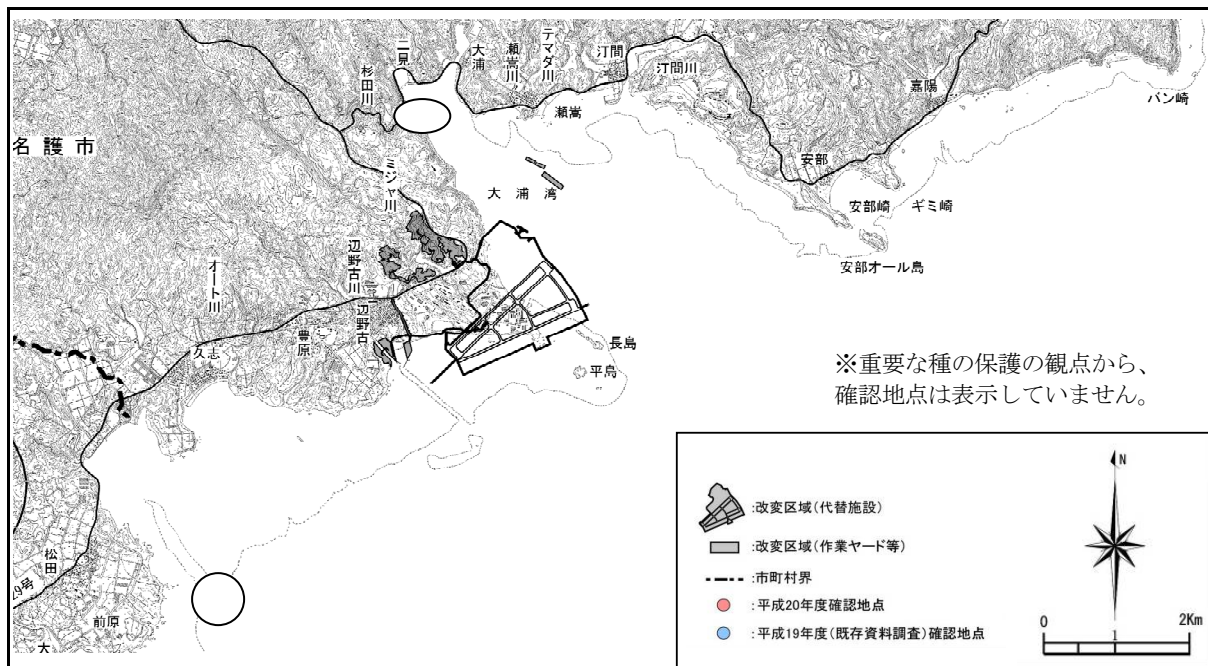 名護市
杉田川
二見
大浦
瀬嵩川
テマダ川
汀間
汀間川
瀬嵩
嘉陽
バン崎
安部
安部崎
ギミ崎
安部オール島
大浦湾
ミジャ川
辺野古川
辺野古
オート川
久志
豊原
長島
平島
松田
29号
前原
大
※重要な種の保護の観点から、
確認地点は表示していません。
:改変区域(代替施設)
:改変区域(作業ヤード等)
:市町村界
:平成20年度確認地点
:平成19年度(既存資料調査)確認地点
N
0 1 2Km